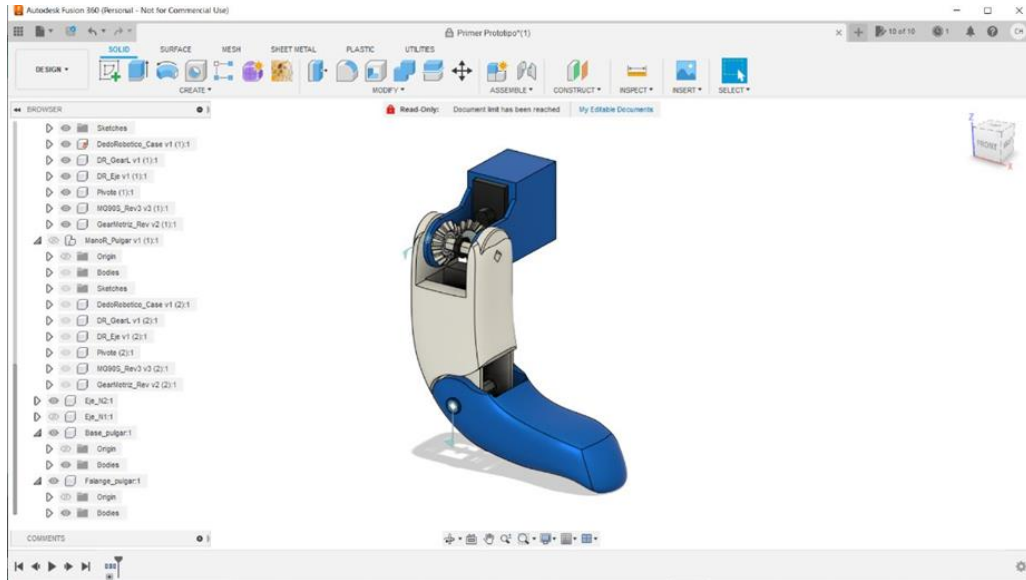 Autodesk Fusion 360 (Personal - Not for Commercial Use)
Primer Prototipo*(1)
10 of 10
1
CH
SOLID SURFACE MESH SHEET METAL PLASTIC UTILITIES
DESIGN
CREATE MODIFY ASSEMBLE CONSTRUCT INSPECT INSERT SELECT
BROWSER
Read-Only: Document limit has been reached My Editable Documents
Sketches
DedoRobotico_Case v1 (1):1
DR_GearL v1 (1):1
DR_Eje v1 (1):1
Pivote (1):1
MG90S_Rev3 v3 (1):1
GearMotriz_Rev v2 (1):1
ManoR_Pulgar v1 (1):1
Origin
Bodies
Sketches
DedoRobotico_Case v1 (2):1
DR_GearL v1 (2):1
DR_Eje v1 (2):1
Pivote (2):1
MG90S_Rev3 v3 (2):1
GearMotriz_Rev v2 (2):1
Eje_N2:1
Eje_N1:1
Base_pulgar:1
Origin
Bodies
Falange_pulgar:1
Origin
Bodies
COMMENTS
Z
FRONT
X